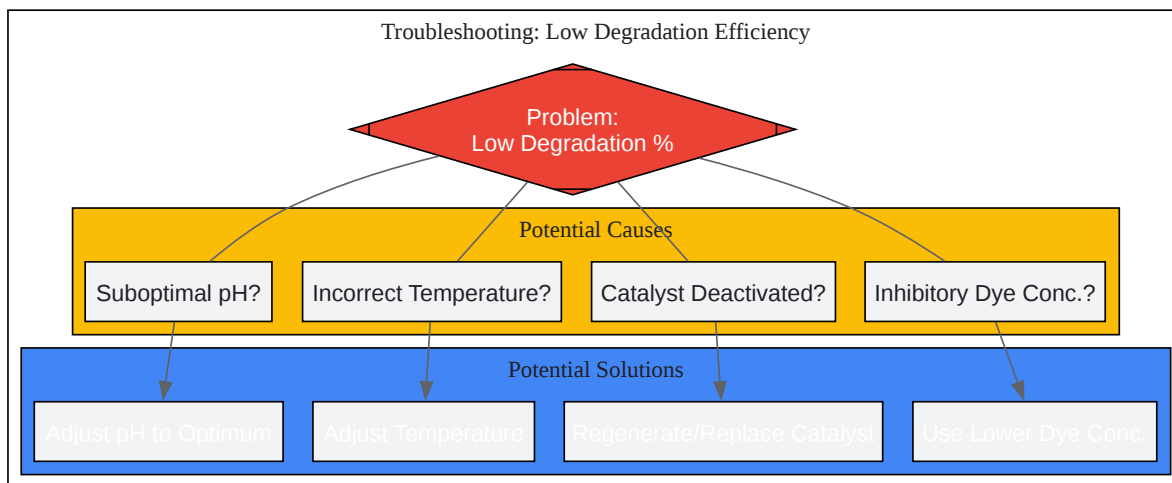 Troubleshooting: Low Degradation Efficiency
Problem:
Low Degradation %
Potential Causes
Suboptimal pH?
Incorrect Temperature?
Catalyst Deactivated?
Inhibitory Dye Conc.?
Potential Solutions
Adjust pH to Optimum
Adjust Temperature
Regenerate/Replace Catalyst
Use Lower Dye Conc.